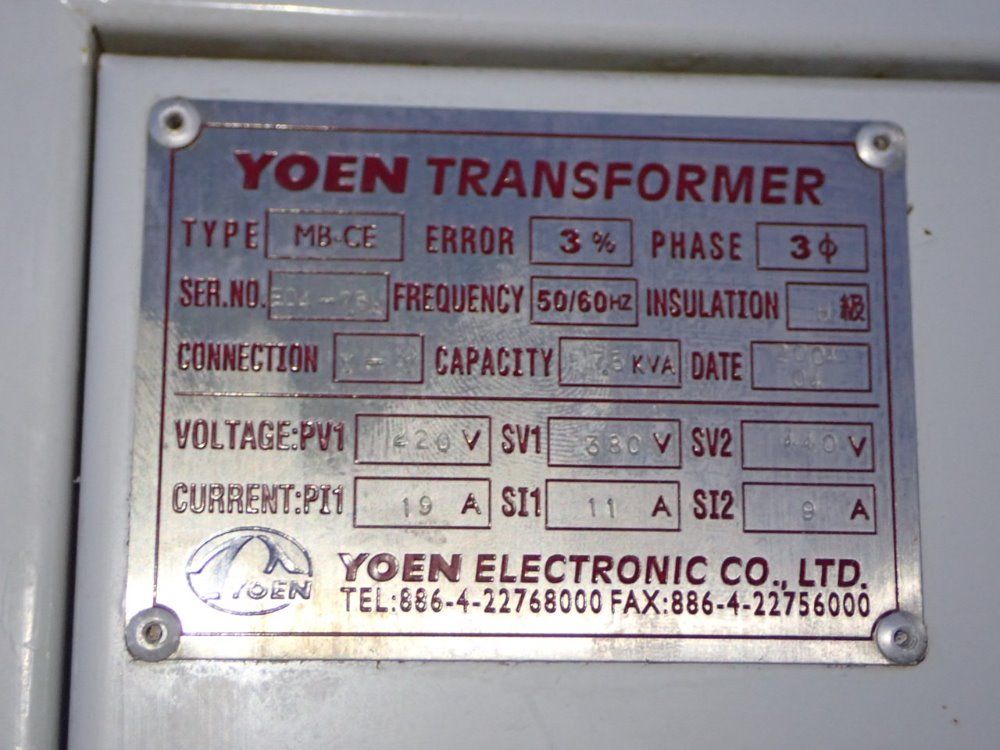 YOEN TRANSFORMER
TYPE MB-CE ERROR 3% PHASE 3ϕ
SER.NO. FREQUENCY 50/60HZ INSULATION 級
CONNECTION CAPACITY KVA DATE
VOLTAGE:PV1 220 V SV1 380 V SV2 440 V
CURRENT:PI1 19 A SI1 11 A SI2 A
YOEN
YOEN ELECTRONIC CO., LTD.
TEL:886-4-22768000 FAX:886-4-22756000